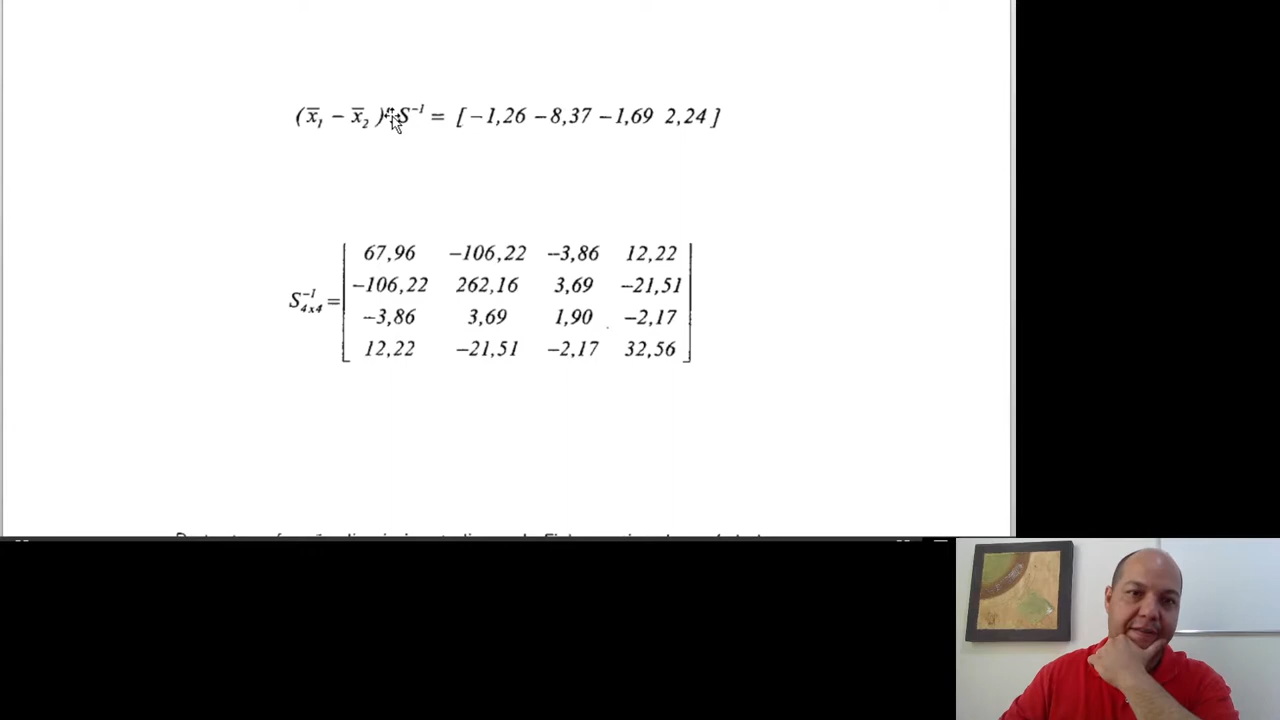 (x̄₁ − x̄₂) S⁻¹ = [−1,26 −8,37 −1,69 2,24]
67,96 −106,22 −3,86 12,22
−106,22 262,16 3,69 −21,51
S⁻¹₄ₓ₄ =
−3,86 3,69 1,90 −2,17
12,22 −21,51 −2,17 32,56